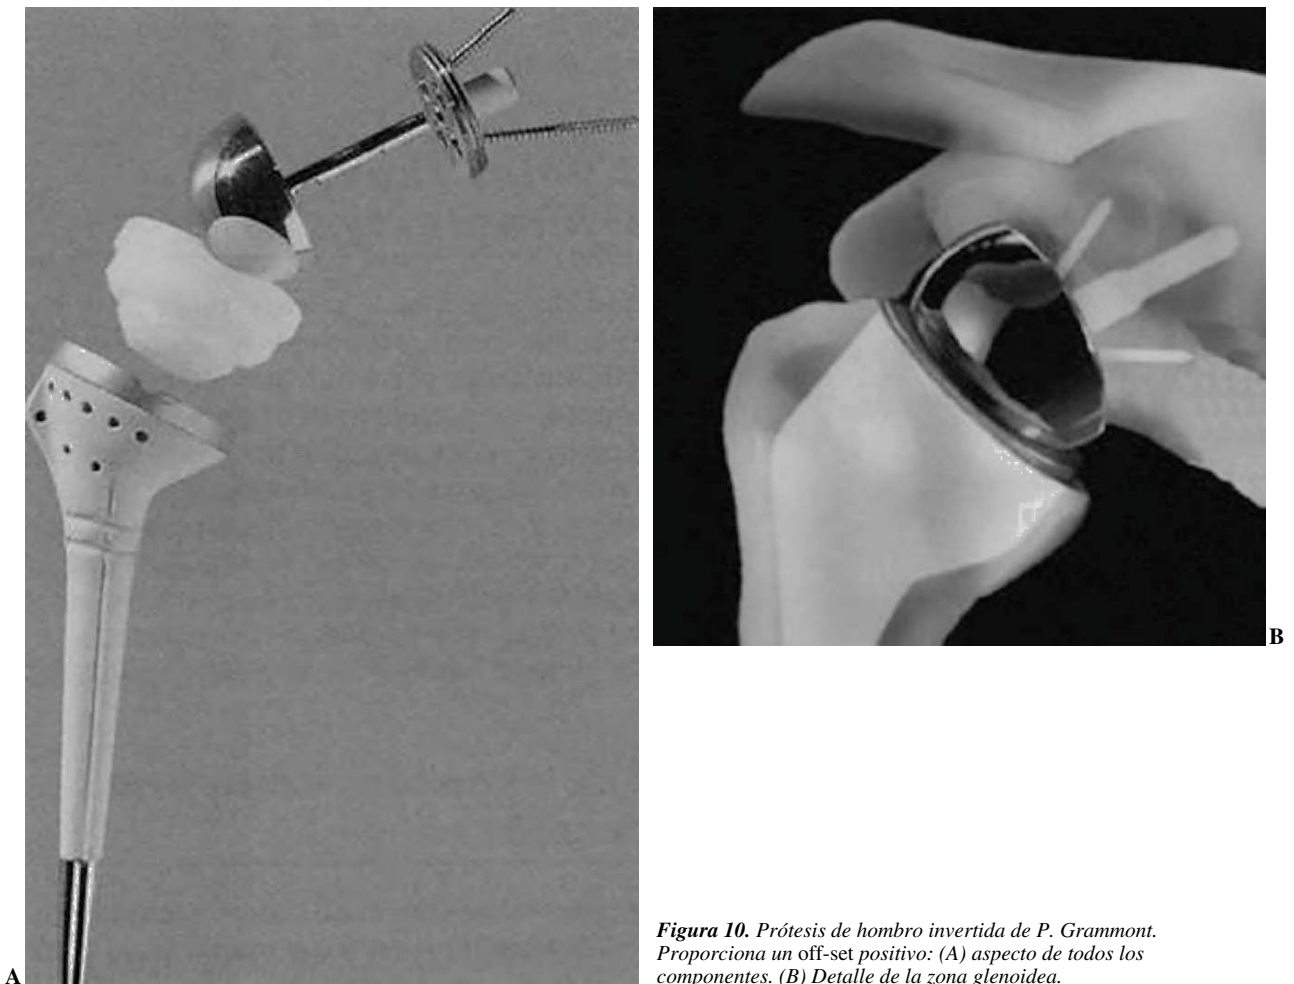 A
B
Figura 10. Prótesis de hombro invertida de P. Grammont.
Proporciona un off-set positivo: (A) aspecto de todos los
componentes. (B) Detalle de la zona glenoidea.